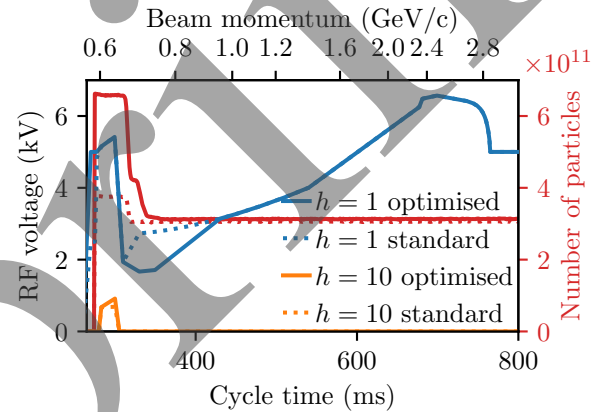 Beam momentum (GeV/c)
0.6 0.8 1.0 1.2 1.6 2.0 2.4 2.8
×10¹¹
RF voltage (kV)
6
4
2
0
6
4
2
0
Number of particles
h = 1 optimised
h = 1 standard
h = 10 optimised
h = 10 standard
400 600 800
Cycle time (ms)